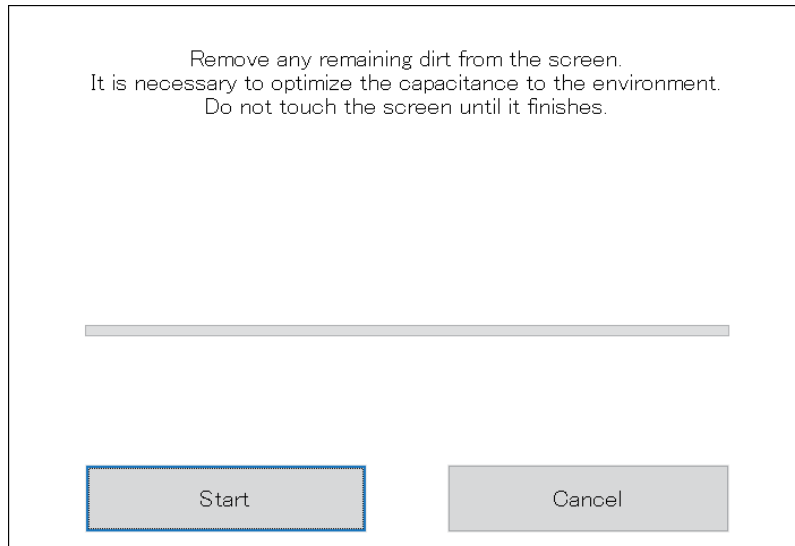 Remove any remaining dirt from the screen.
It is necessary to optimize the capacitance to the environment.
Do not touch the screen until it finishes.
Start
Cancel